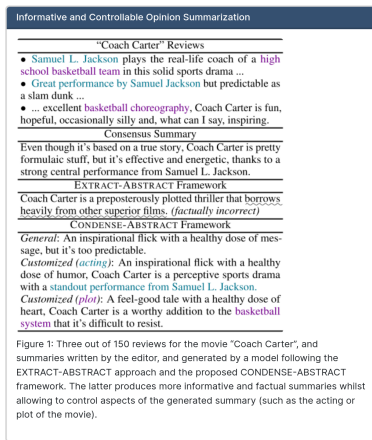 Informative and Controllable Opinion Summarization
"Coach Carter" Reviews
• Samuel L. Jackson plays the real-life coach of a high
school basketball team in this solid sports drama ...
• Great performance by Samuel Jackson but predictable as
a slam dunk ...
• ... excellent basketball choreography, Coach Carter is fun,
hopeful, occasionally silly and, what can I say, inspiring.
Consensus Summary
Even though it's based on a true story, Coach Carter is pretty
formulaic stuff, but it's effective and energetic, thanks to a
strong central performance from Samuel L. Jackson.
EXTRACT-ABSTRACT Framework
Coach Carter is a preposterously plotted thriller that borrows
heavily from other superior films. (factually incorrect)
CONDENSE-ABSTRACT Framework
General: An inspirational flick with a healthy dose of mes-
sage, but it's too predictable.
Customized (acting): An inspirational flick with a healthy
dose of humor, Coach Carter is a perceptive sports drama
with a standout performance from Samuel L. Jackson.
Customized (plot): A feel-good tale with a healthy dose of
heart, Coach Carter is a worthy addition to the basketball
system that it's difficult to resist.
Figure 1: Three out of 150 reviews for the movie "Coach Carter", and
summaries written by the editor, and generated by a model following the
EXTRACT-ABSTRACT approach and the proposed CONDENSE-ABSTRACT
framework. The latter produces more informative and factual summaries whilst
allowing to control aspects of the generated summary (such as the acting or
plot of the movie).